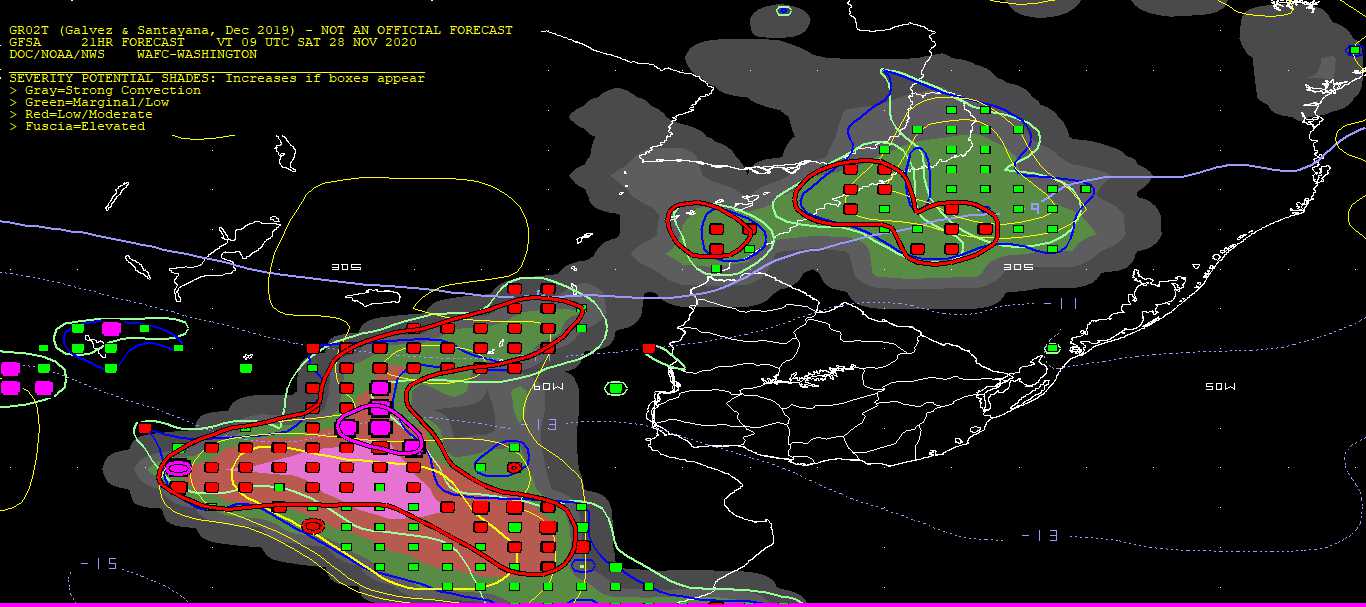 GR02T (Galvez & Santayana, Dec 2019) - NOT AN OFFICIAL FORECAST
GFSA 21HR FORECAST VT 09 UTC SAT 28 NOV 2020
DOC/NOAA/NWS WAFC-WASHINGTON
SEVERITY POTENTIAL SHADES: Increases if boxes appear
> Gray=Strong Convection
> Green=Marginal/Low
> Red=Low/Moderate
> Fuscia=Elevated
9
30S
30S
-11
60W
50W
-13
-13
-15